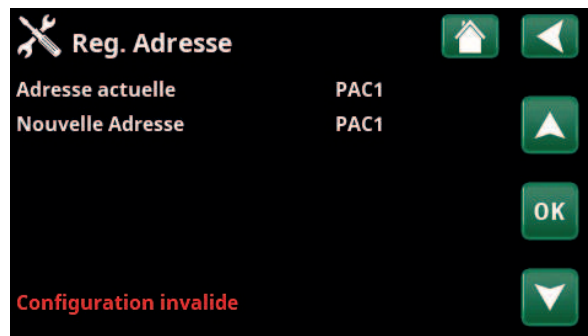 Reg. Adresse
Adresse actuelle PAC1
Nouvelle Adresse PAC1
OK
Configuration invalide